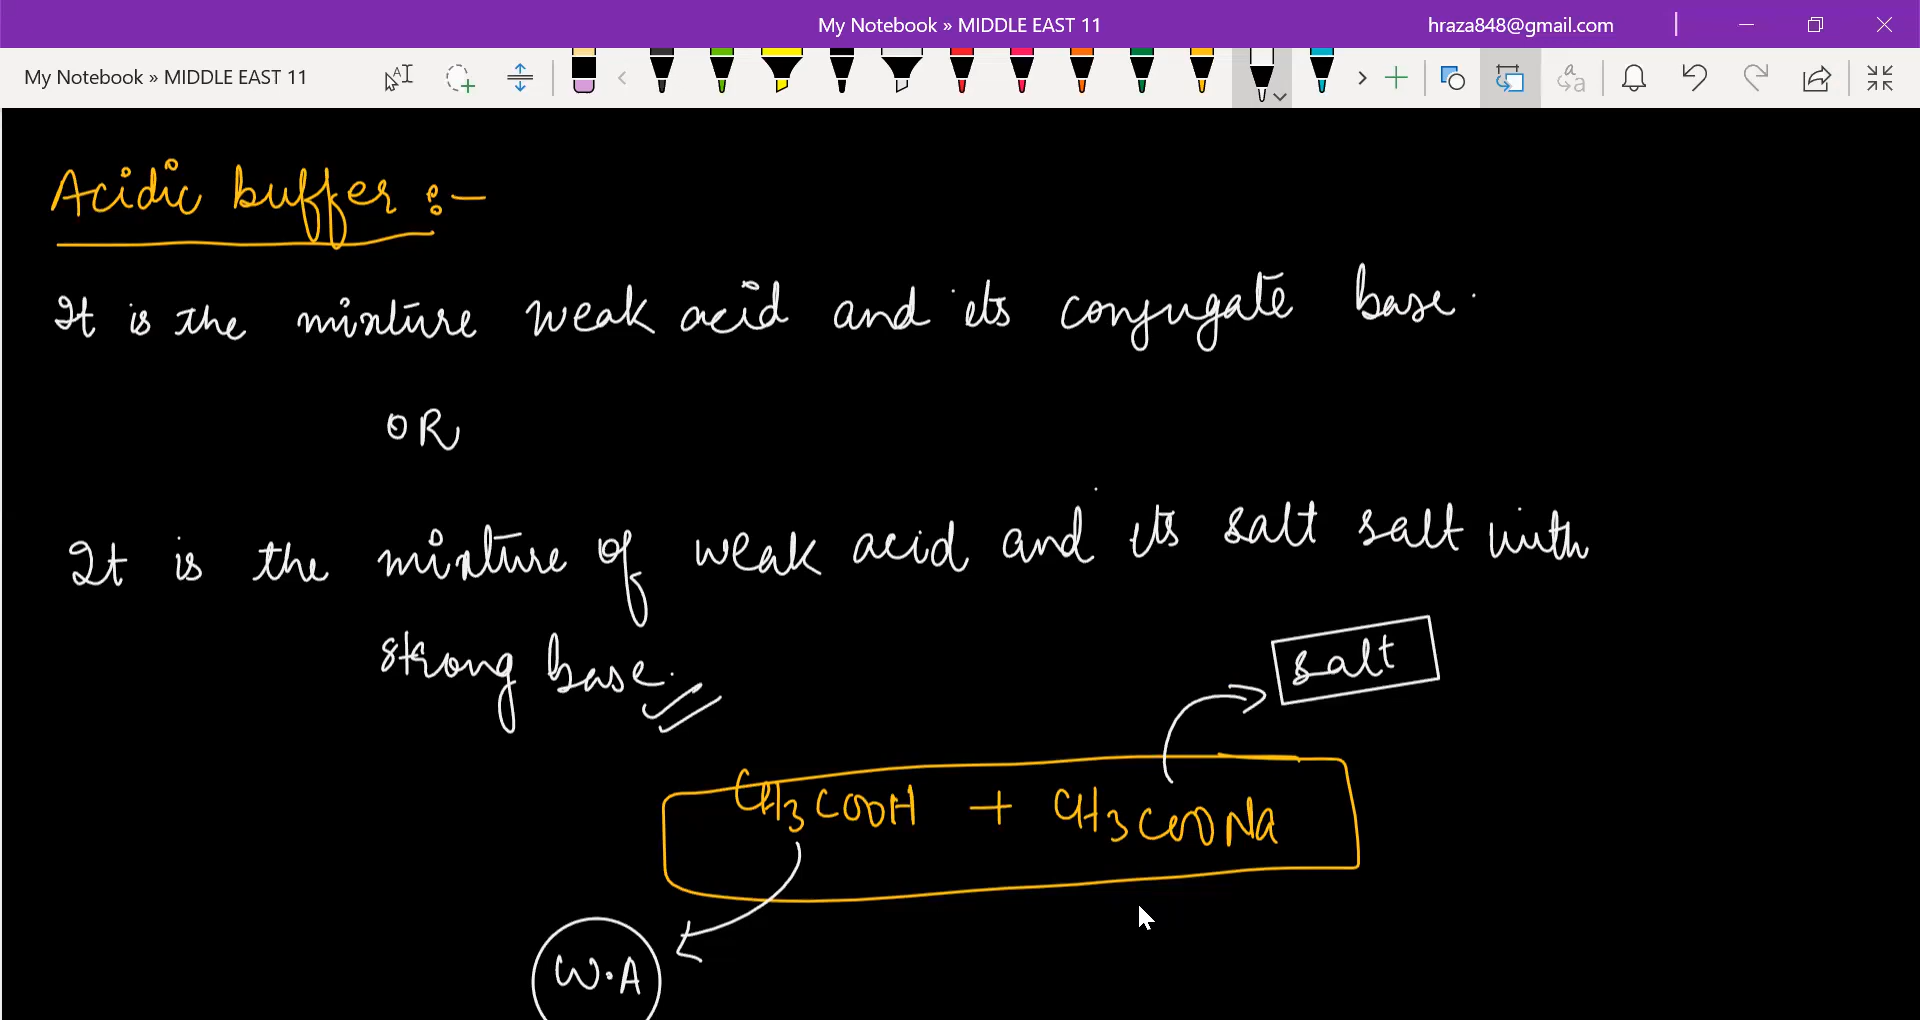 My Notebook » MIDDLE EAST 11
hraza848@gmail.com
My Notebook » MIDDLE EAST 11
Acidic buffer :-
It is the mixture weak acid and its conjugate base.
OR
It is the mixture of weak acid and its salt salt with
strong base.
salt
CH3COOH + CH3COONa
W.A